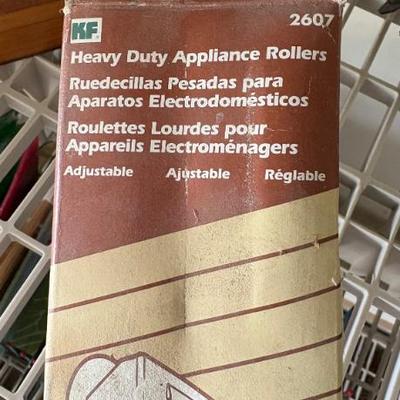 KF 2607
Heavy Duty Appliance Rollers
Ruedecillas Pesadas para
Aparatos Electrodomésticos
Roulettes Lourdes pour
Appareils Electroménagers
Adjustable Ajustable Réglable